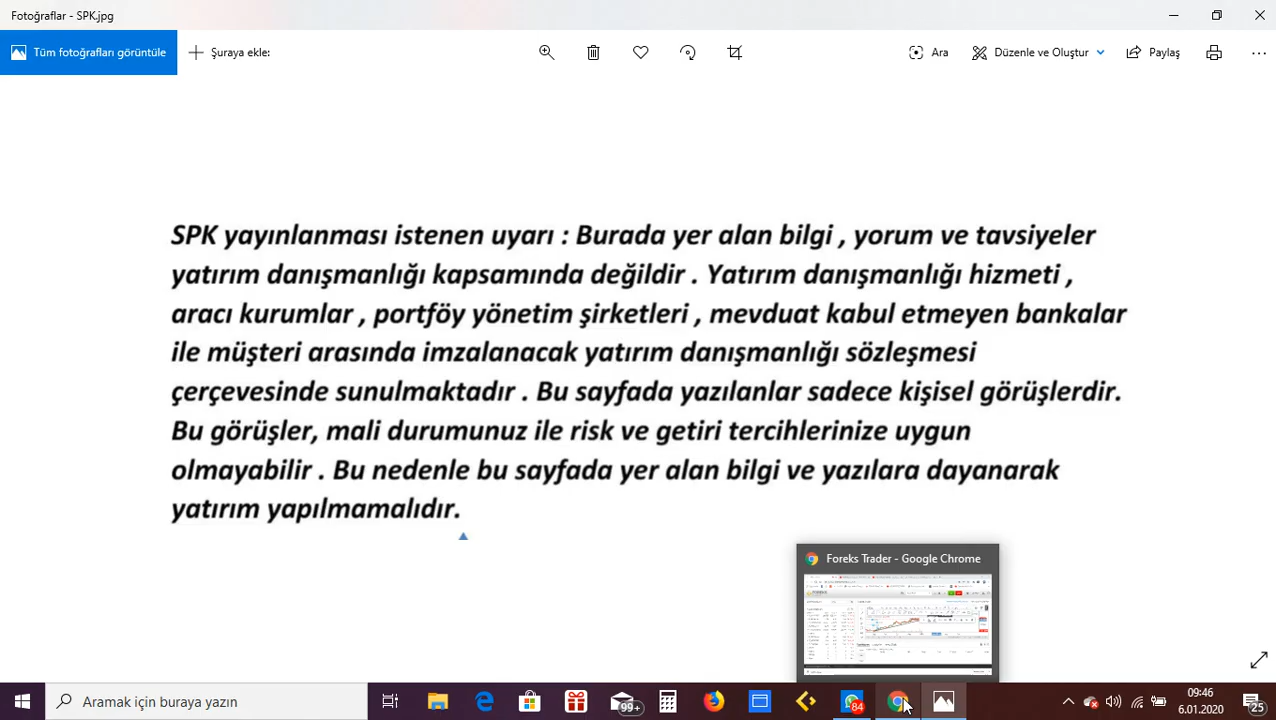 Fotoğraflar - SPK.jpg
Tüm fotoğrafları görüntüle
Şuraya ekle:
Ara
Düzenle ve Oluştur
Paylaş
SPK yayınlanması istenen uyarı : Burada yer alan bilgi , yorum ve tavsiyeler
yatırım danışmanlığı kapsamında değildir . Yatırım danışmanlığı hizmeti ,
aracı kurumlar , portföy yönetim şirketleri , mevduat kabul etmeyen bankalar
ile müşteri arasında imzalanacak yatırım danışmanlığı sözleşmesi
çerçevesinde sunulmaktadır . Bu sayfada yazılanlar sadece kişisel görüşlerdir.
Bu görüşler, mali durumunuz ile risk ve getiri tercihlerinize uygun
olmayabilir . Bu nedenle bu sayfada yer alan bilgi ve yazılara dayanarak
yatırım yapılmamalıdır.
Foreks Trader - Google Chrome
Aramak için buraya yazın
99+
84
09:46
6.01.2020
25